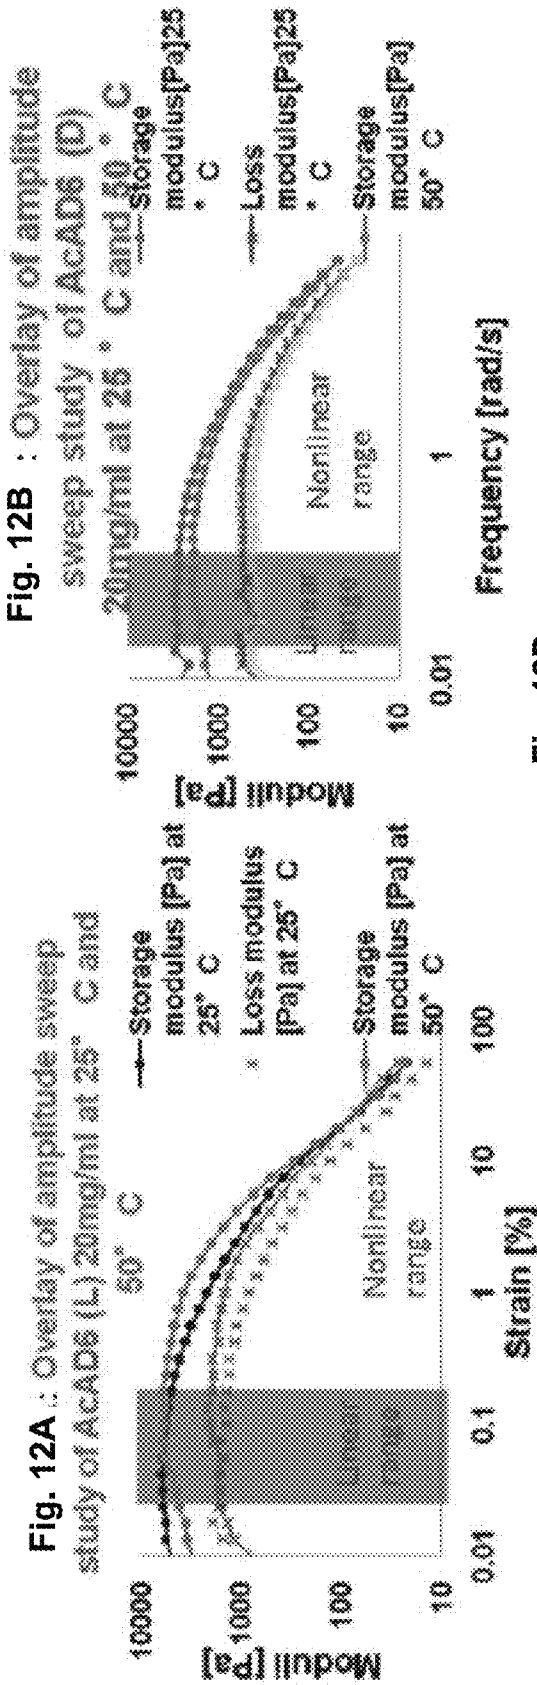 Fig. 12A .: Overlay of amplitude sweep
study of AcAD6 (L) 20mg/ml at 25° C and
50° C
10000
1000
100
10
Moduli [Pa]
0.01
0.1
1
10
100
Strain [%]
Nonlinear
range
Storage
modulus [Pa] at
25° C
Loss modulus
[Pa] at 25° C
Storage
modulus [Pa] at
50° C
Fig. 12B : Overlay of amplitude
sweep study of AcAD6 (D)
20mg/ml at 25 ° C and 50 ° C
10000
1000
100
10
Moduli [Pa]
0.01
1
Frequency [rad/s]
Linear
range
Nonlinear
range
Storage
modulus[Pa]25
° C
Loss
modulus[Pa]25
° C
Storage
modulus[Pa]
50° C